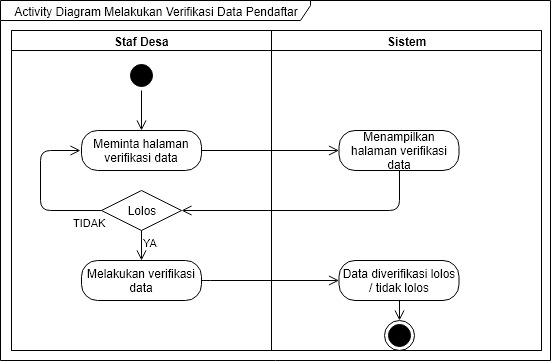 Activity Diagram Melakukan Verifikasi Data Pendaftar
Staf Desa
Sistem
Meminta halaman
verifikasi data
Menampilkan
halaman verifikasi
data
Lolos
TIDAK
YA
Melakukan verifikasi
data
Data diverifikasi lolos
/ tidak lolos